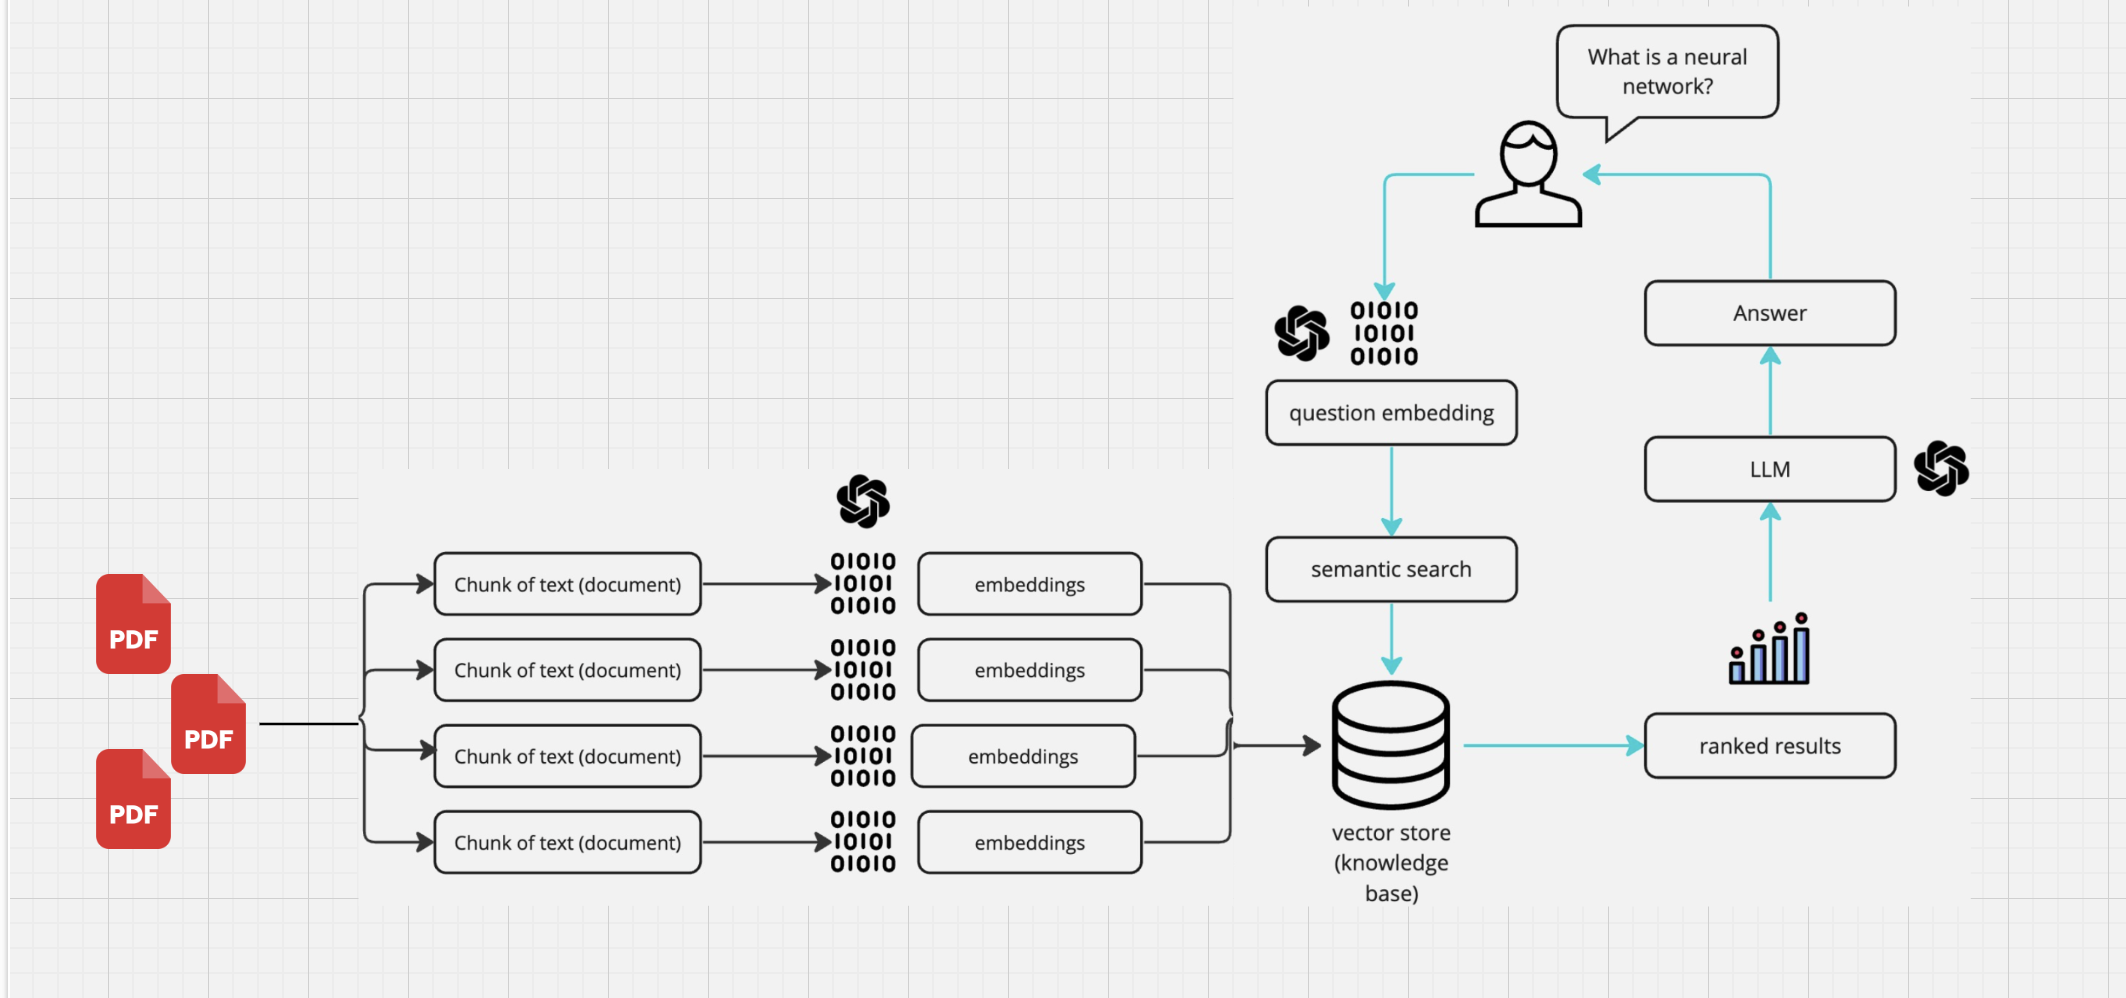 What is a neural
network?
01010
10101
01010
question embedding
semantic search
Answer
LLM
PDF
PDF
PDF
Chunk of text (document)
01010
10101
01010
embeddings
Chunk of text (document)
01010
10101
01010
embeddings
Chunk of text (document)
01010
10101
01010
embeddings
Chunk of text (document)
01010
10101
01010
embeddings
vector store
(knowledge
base)
ranked results